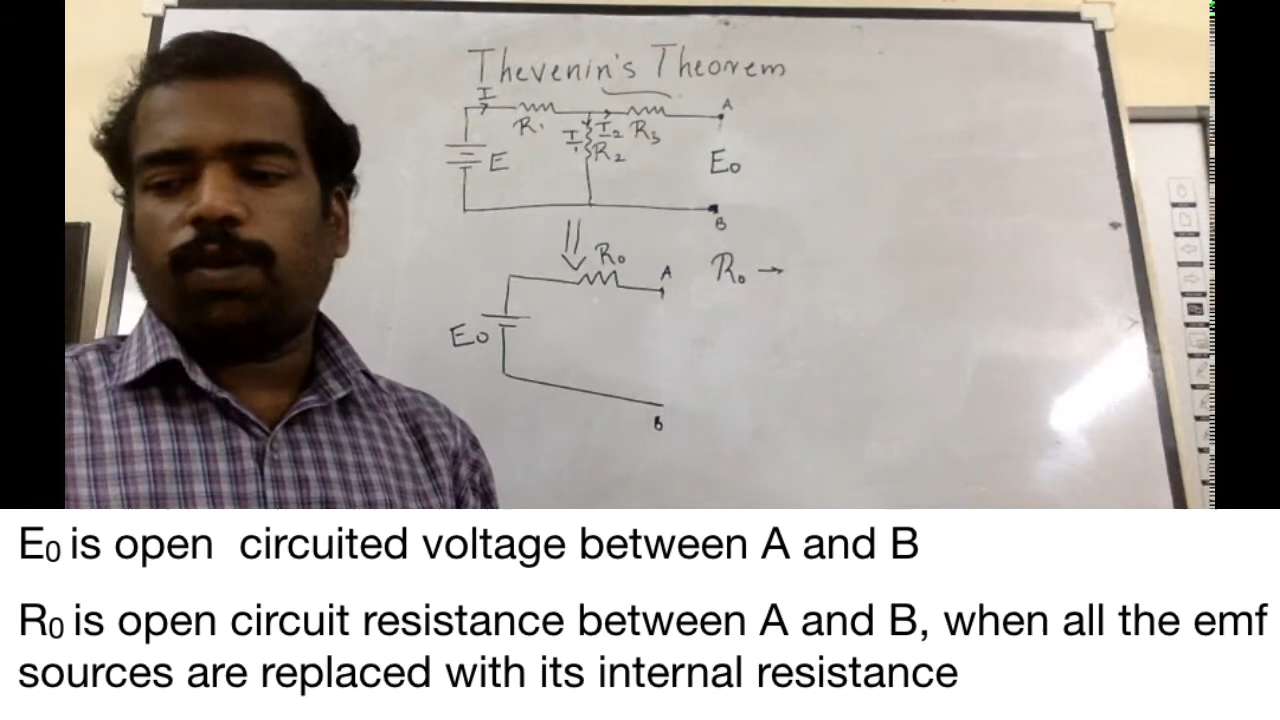 Thevenin's Theorem
I
R1
I1
I2
R3
A
R2
E
E0
B
R0
A
R0 →
E0
B
E0 is open circuited voltage between A and B
R0 is open circuit resistance between A and B, when all the emf
sources are replaced with its internal resistance